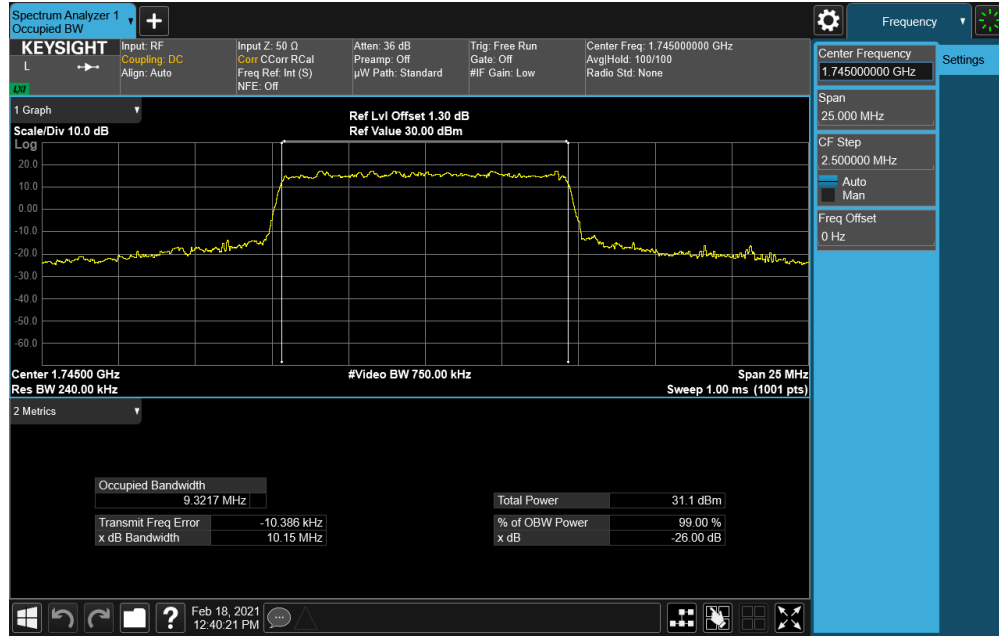 Spectrum Analyzer 1
Occupied BW
Frequency
KEYSIGHT
L
LXI
Input: RF
Coupling: DC
Align: Auto
Input Z: 50 Ω
Corr CCorr RCal
Freq Ref: Int (S)
NFE: Off
Atten: 36 dB
Preamp: Off
µW Path: Standard
Trig: Free Run
Gate: Off
#IF Gain: Low
Center Freq: 1.745000000 GHz
Avg|Hold: 100/100
Radio Std: None
Center Frequency
1.745000000 GHz
Settings
Span
25.000 MHz
CF Step
2.500000 MHz
Auto
Man
Freq Offset
0 Hz
1 Graph
Scale/Div 10.0 dB
Ref Lvl Offset 1.30 dB
Ref Value 30.00 dBm
Log
20.0
10.0
0.00
-10.0
-20.0
-30.0
-40.0
-50.0
-60.0
Center 1.74500 GHz
#Video BW 750.00 kHz
Span 25 MHz
Res BW 240.00 kHz
Sweep 1.00 ms (1001 pts)
2 Metrics
Occupied Bandwidth
9.3217 MHz
Total Power 31.1 dBm
Transmit Freq Error -10.386 kHz
% of OBW Power 99.00 %
x dB Bandwidth 10.15 MHz
x dB -26.00 dB
?
Feb 18, 2021
12:40:21 PM